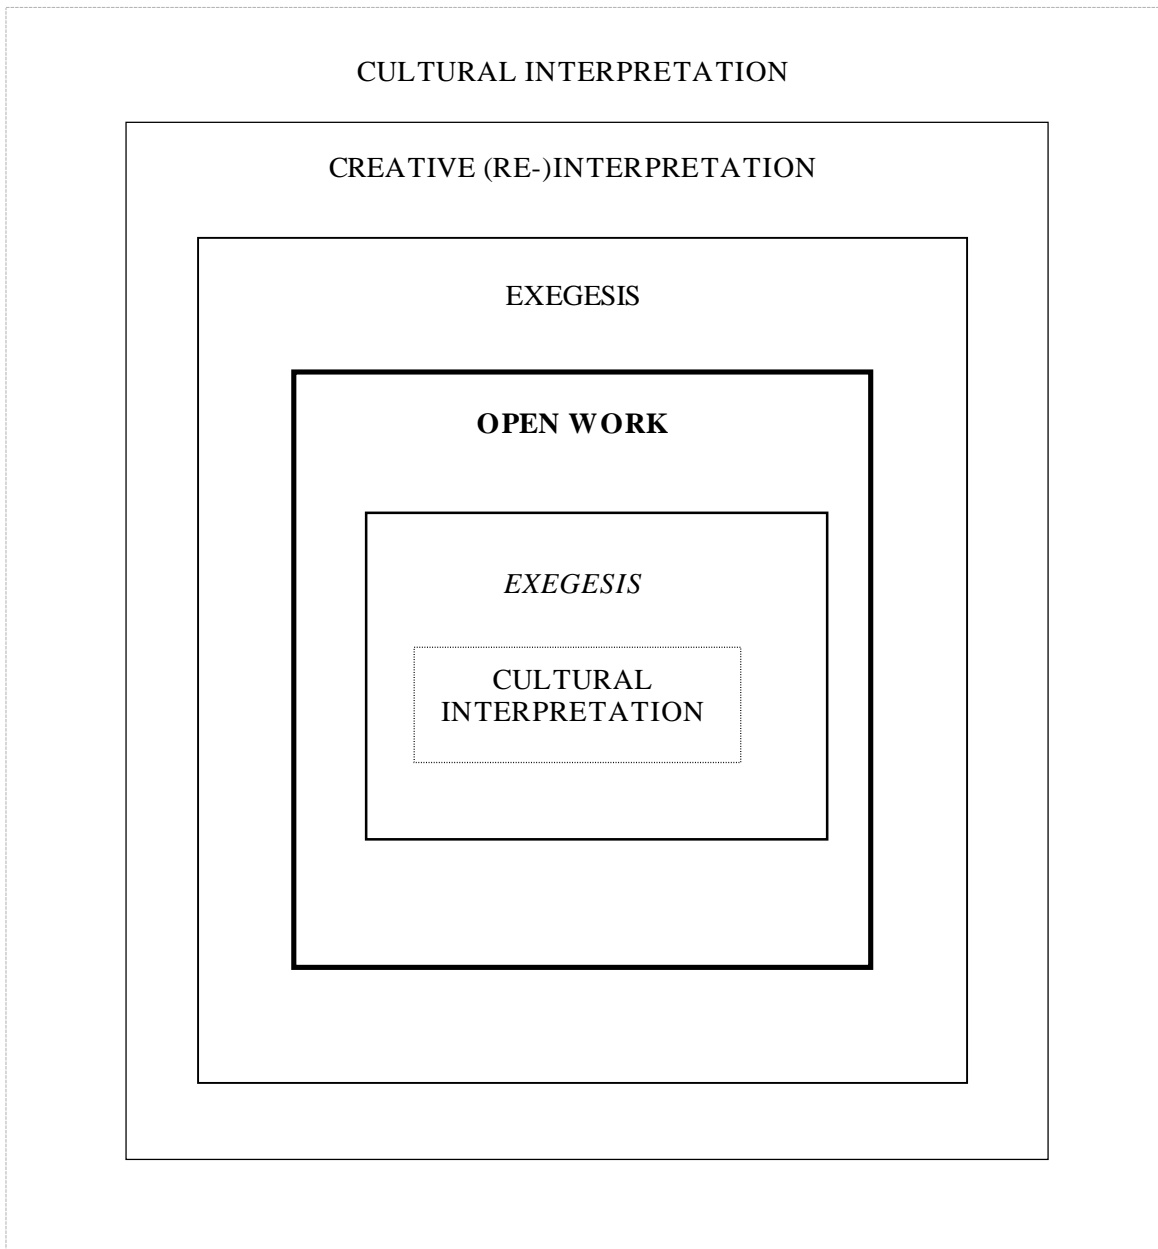 CULTURAL INTERPRETATION
CREATIVE (RE-)INTERPRETATION
EXEGESIS
OPEN WORK
EXEGESIS
CULTURAL
INTERPRETATION